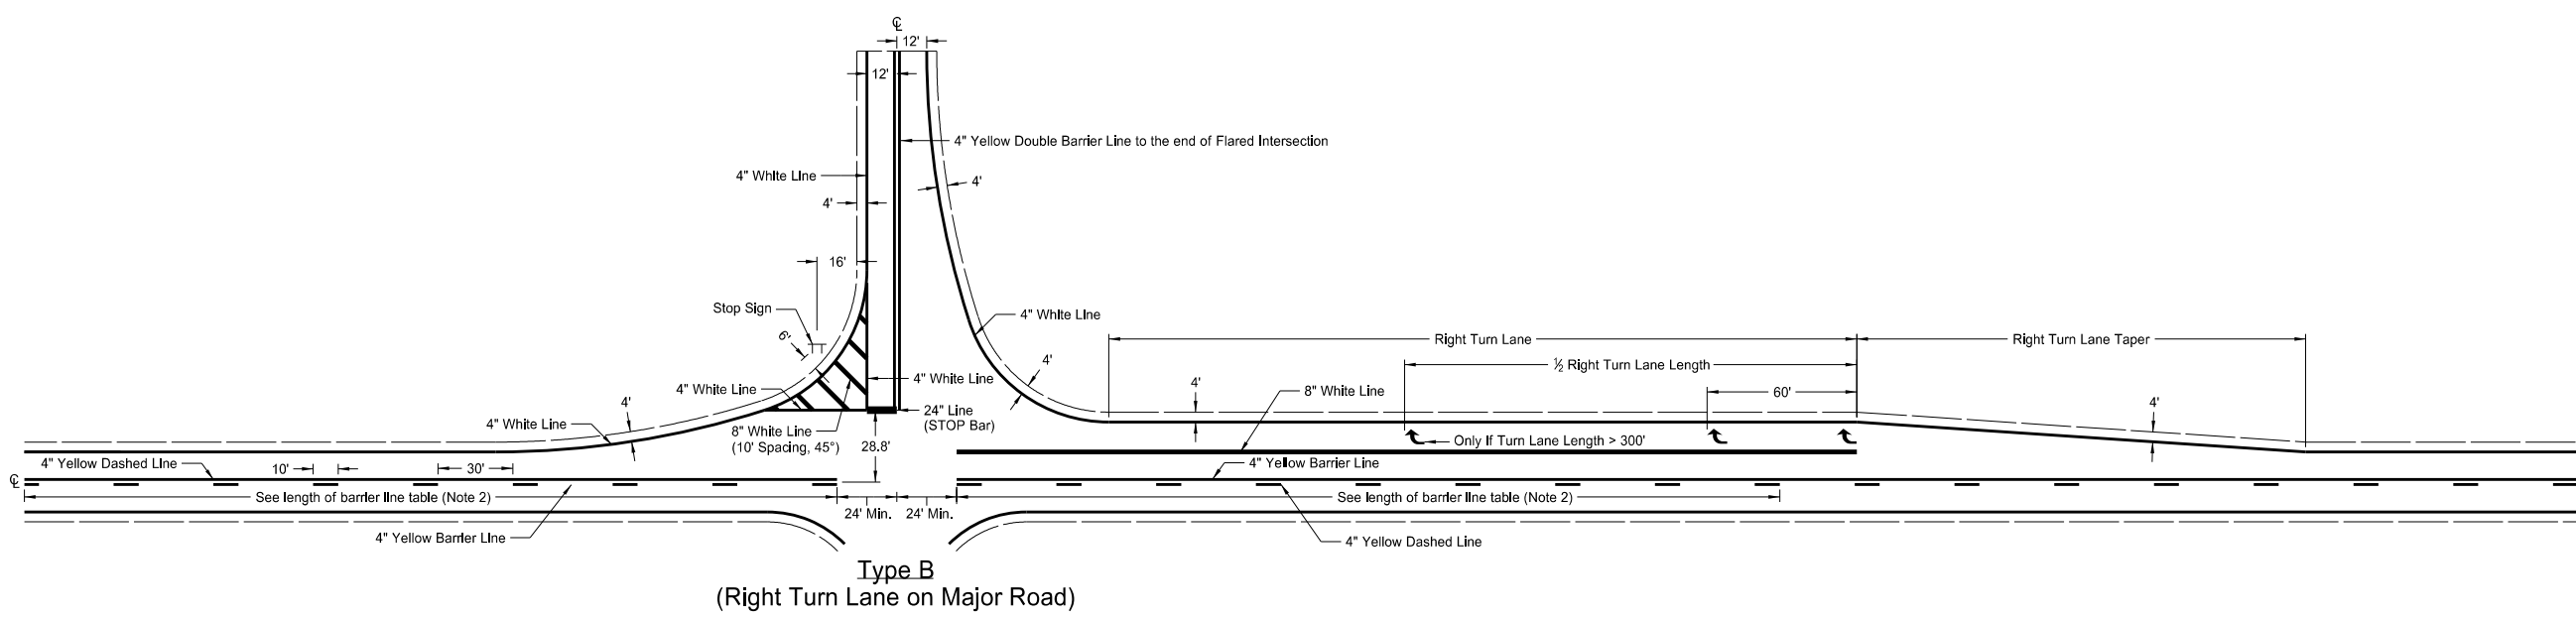 ℄
12'
12'
4" Yellow Double Barrier Line to the end of Flared Intersection
4" White Line
4'
4'
16'
Stop Sign
4" White Line
6'
Right Turn Lane
Right Turn Lane Taper
4'
½ Right Turn Lane Length
4" White Line
4" White Line
4'
8" White Line
60'
4'
4'
24" Line
(STOP Bar)
4" White Line
8" White Line
(10' Spacing, 45°)
28.8'
Only If Turn Lane Length > 300'
4" Yellow Dashed Line
10'
30'
4" Yellow Barrier Line
℄
See length of barrier line table (Note 2)
See length of barrier line table (Note 2)
24' Min.
24' Min.
4" Yellow Barrier Line
4" Yellow Dashed Line
Type B
(Right Turn Lane on Major Road)